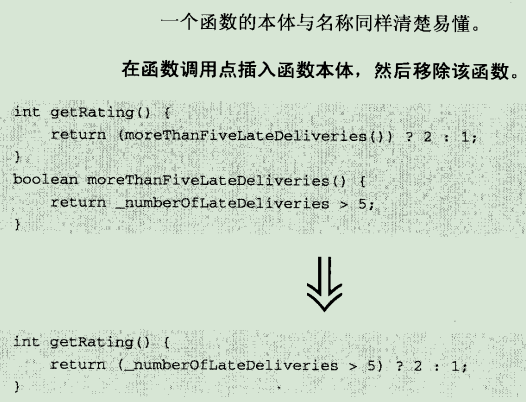 一个函数的本体与名称同样清楚易懂。
在函数调用点插入函数本体，然后移除该函数。
int getRating() {
    return (moreThanFiveLateDeliveries()) ? 2 : 1;
}
boolean moreThanFiveLateDeliveries() {
    return _numberOfLateDeliveries > 5;
}
int getRating() {
    return (_numberOfLateDeliveries > 5) ? 2 : 1;
}